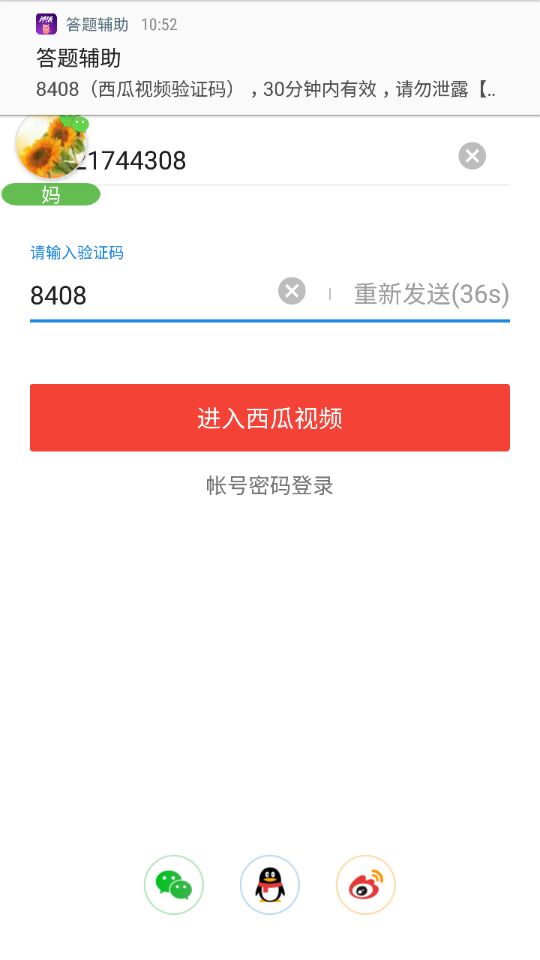 答题辅助 10:52
答题辅助
8408（西瓜视频验证码），30分钟内有效，请勿泄露【..
21744308
妈
请输入验证码
8408 重新发送(36s)
进入西瓜视频
帐号密码登录